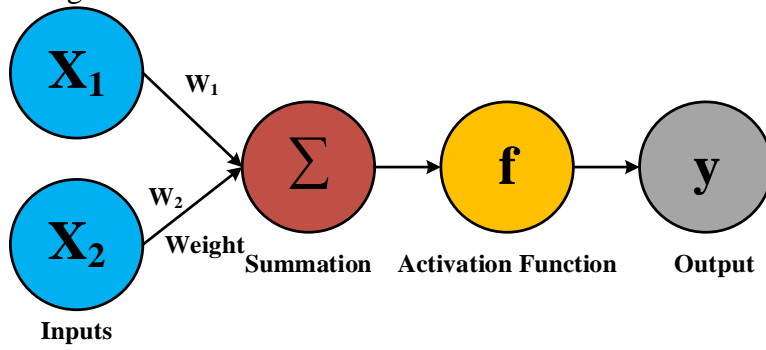 X₁
W₁
Σ
f
y
X₂
W₂
Weight
Summation
Activation Function
Output
Inputs